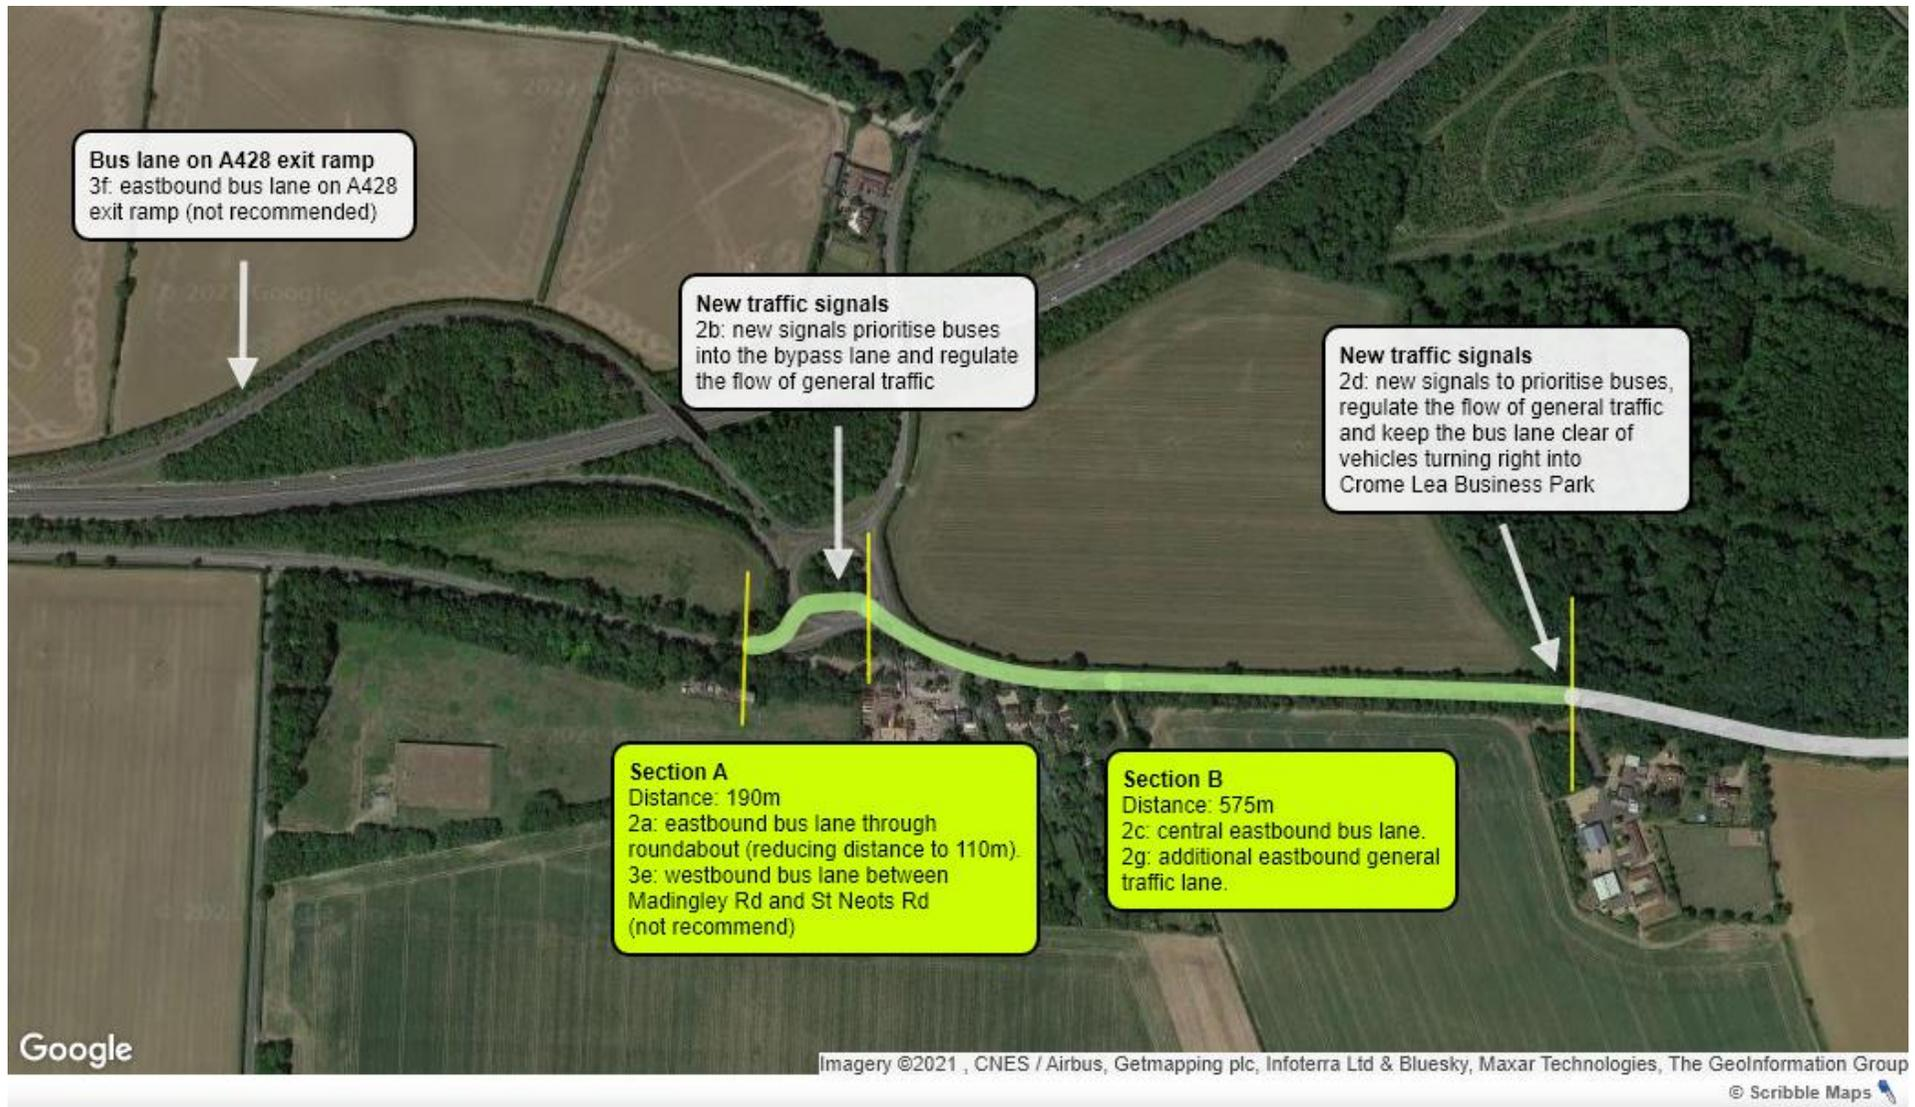 Bus lane on A428 exit ramp
3f: eastbound bus lane on A428
exit ramp (not recommended)
New traffic signals
2b: new signals prioritise buses
into the bypass lane and regulate
the flow of general traffic
New traffic signals
2d: new signals to prioritise buses,
regulate the flow of general traffic
and keep the bus lane clear of
vehicles turning right into
Crome Lea Business Park
Section A
Distance: 190m
2a: eastbound bus lane through
roundabout (reducing distance to 110m).
3e: westbound bus lane between
Madingley Rd and St Neots Rd
(not recommend)
Section B
Distance: 575m
2c: central eastbound bus lane.
2g: additional eastbound general
traffic lane.
Google
Imagery ©2021 , CNES / Airbus, Getmapping plc, Infoterra Ltd & Bluesky, Maxar Technologies, The GeoInformation Group
© Scribble Maps